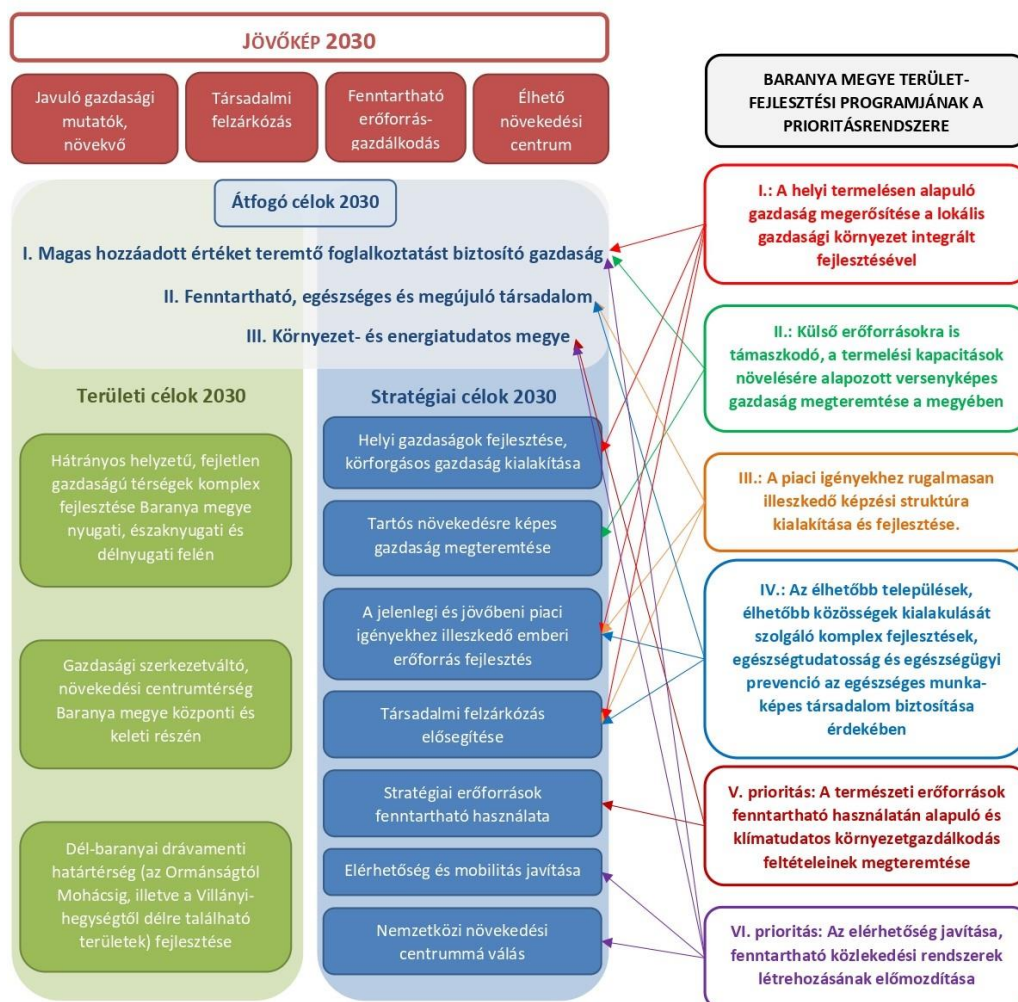 JÖVŐKÉP 2030
Javuló gazdasági
mutatók,
növekvő
Társadalmi
felzárkózás
Fenntartható
erőforrás-
gazdálkodás
Élhető
növekedési
centrum
Átfogó célok 2030
I. Magas hozzáadott értéket teremtő foglalkoztatást biztosító gazdaság
II. Fenntartható, egészséges és megújuló társadalom
III. Környezet- és energiatudatos megye
Területi célok 2030
Hátrányos helyzetű, fejletlen
gazdaságú térségek komplex
fejlesztése Baranya megye
nyugati, északnyugati és
délnyugati felén
Gazdasági szerkezetváltó,
növekedési centrumtérség
Baranya megye központi és
keleti részén
Dél-baranyai drávamenti
határtérség (az Ormánságtól
Mohácsig, illetve a Villányi-
hegységtől délre található
területek) fejlesztése
Stratégiai célok 2030
Helyi gazdaságok fejlesztése,
körforgásos gazdaság kialakítása
Tartós növekedésre képes
gazdaság megteremtése
A jelenlegi és jövőbeni piaci
igényekhez illeszkedő emberi
erőforrás fejlesztés
Társadalmi felzárkózás
elősegítése
Stratégiai erőforrások
fenntartható használata
Elérhetőség és mobilitás javítása
Nemzetközi növekedési
centrummá válás
BARANYA MEGYE TERÜLET-
FEJLESZTÉSI PROGRAMJÁNAK A
PRIORITÁSRENDSZERE
I.: A helyi termelésen alapuló
gazdaság megerősítése a lokális
gazdasági környezet integrált
fejlesztésével
II.: Külső erőforrásokra is
támaszkodó, a termelési kapacitások
növelésére alapozott versenyképes
gazdaság megteremtése a megyében
III.: A piaci igényekhez rugalmasan
illeszkedő képzési struktúra
kialakítása és fejlesztése.
IV.: Az élhetőbb települések,
élhetőbb közösségek kialakulását
szolgáló komplex fejlesztések,
egészségtudatosság és egészségügyi
prevenció az egészséges munka-
képes társadalom biztosítása
érdekében
V. prioritás: A természeti erőforrások
fenntartható használatán alapuló és
klímatudatos környezetgazdálkodás
feltételeinek megteremtése
VI. prioritás: Az elérhetőség javítása,
fenntartható közlekedési rendszerek
létrehozásának előmozdítása